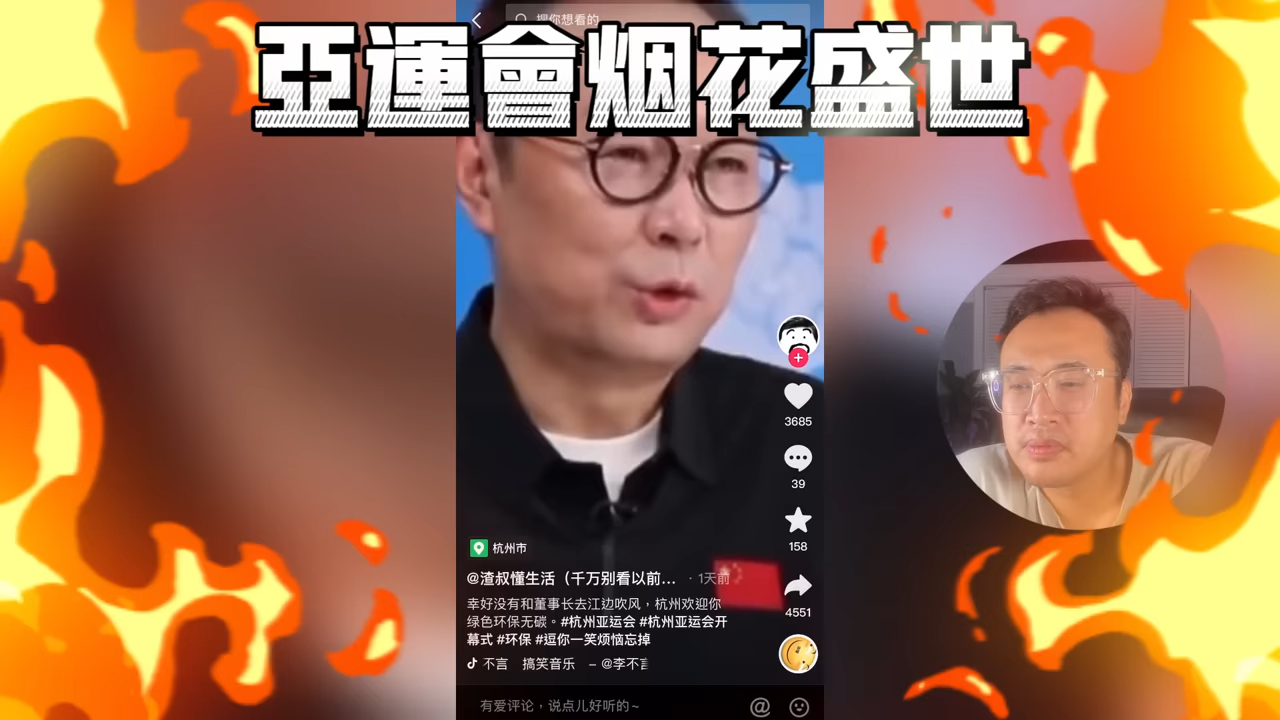 搜你想看的
亞運會烟花盛世
3685
39
158
4551
杭州市
@渣叔懂生活（千万别看以前... · 1天前
幸好没有和董事长去江边吹风，杭州欢迎你
绿色环保无碳。#杭州亚运会 #杭州亚运会开
幕式 #环保 #逗你一笑烦恼忘掉
不言 搞笑音乐 – @李不言
有爱评论，说点儿好听的~